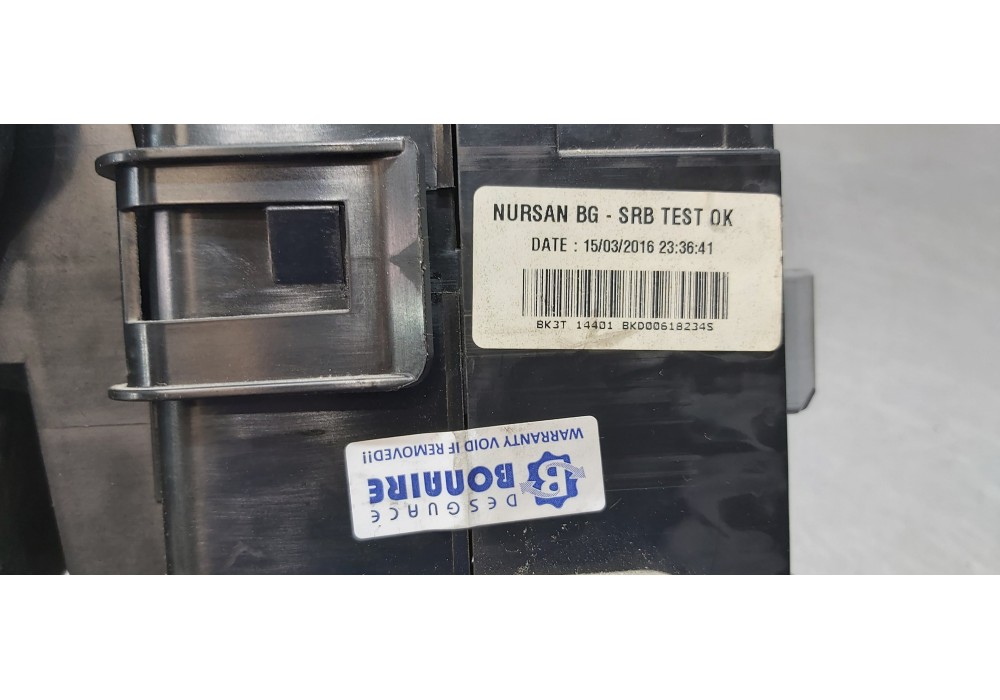 NURSAN BG - SRB TEST OK
DATE : 15/03/2016 23:36:41
BK3T 14401 BKD00618234S
DESGUACE
B BONAIRE
WARRANTY VOID IF REMOVED!!